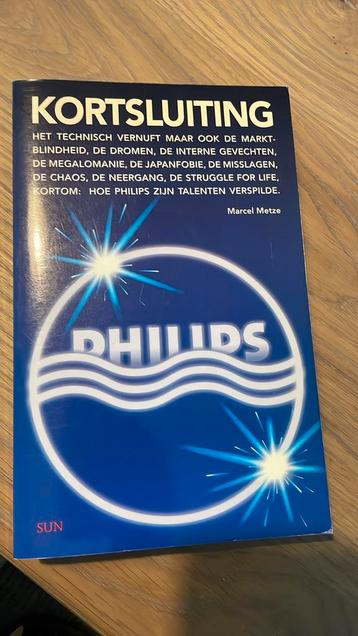 KORTSLUITING
HET TECHNISCH VERNUFT MAAR OOK DE MARKT-
BLINDHEID, DE DROMEN, DE INTERNE GEVECHTEN,
DE MEGALOMANIE, DE JAPANFOBIE, DE MISSLAGEN,
DE CHAOS, DE NEERGANG, DE STRUGGLE FOR LIFE,
KORTOM: HOE PHILIPS ZIJN TALENTEN VERSPILDE.
Marcel Metze
PHILIPS
SUN